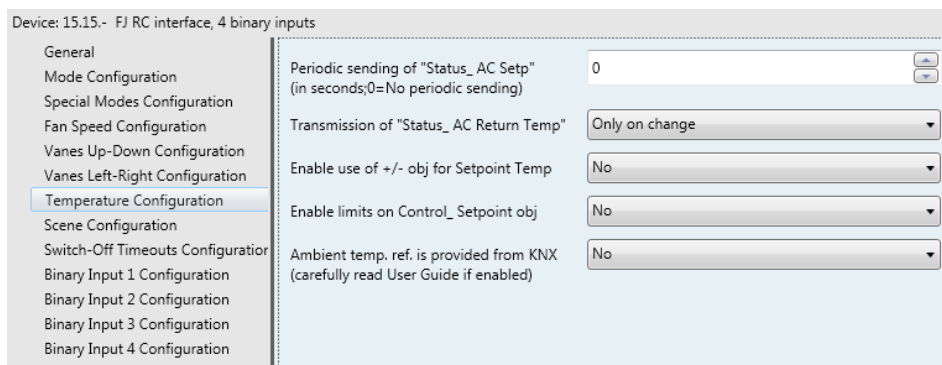 Device: 15.15.-  FJ RC interface, 4 binary inputs
General
Mode Configuration
Special Modes Configuration
Fan Speed Configuration
Vanes Up-Down Configuration
Vanes Left-Right Configuration
Temperature Configuration
Scene Configuration
Switch-Off Timeouts Configuration
Binary Input 1 Configuration
Binary Input 2 Configuration
Binary Input 3 Configuration
Binary Input 4 Configuration
Periodic sending of "Status_ AC Setp"
(in seconds;0=No periodic sending)
0
Transmission of "Status_ AC Return Temp"
Only on change
Enable use of +/- obj for Setpoint Temp
No
Enable limits on Control_ Setpoint obj
No
Ambient temp. ref. is provided from KNX
(carefully read User Guide if enabled)
No